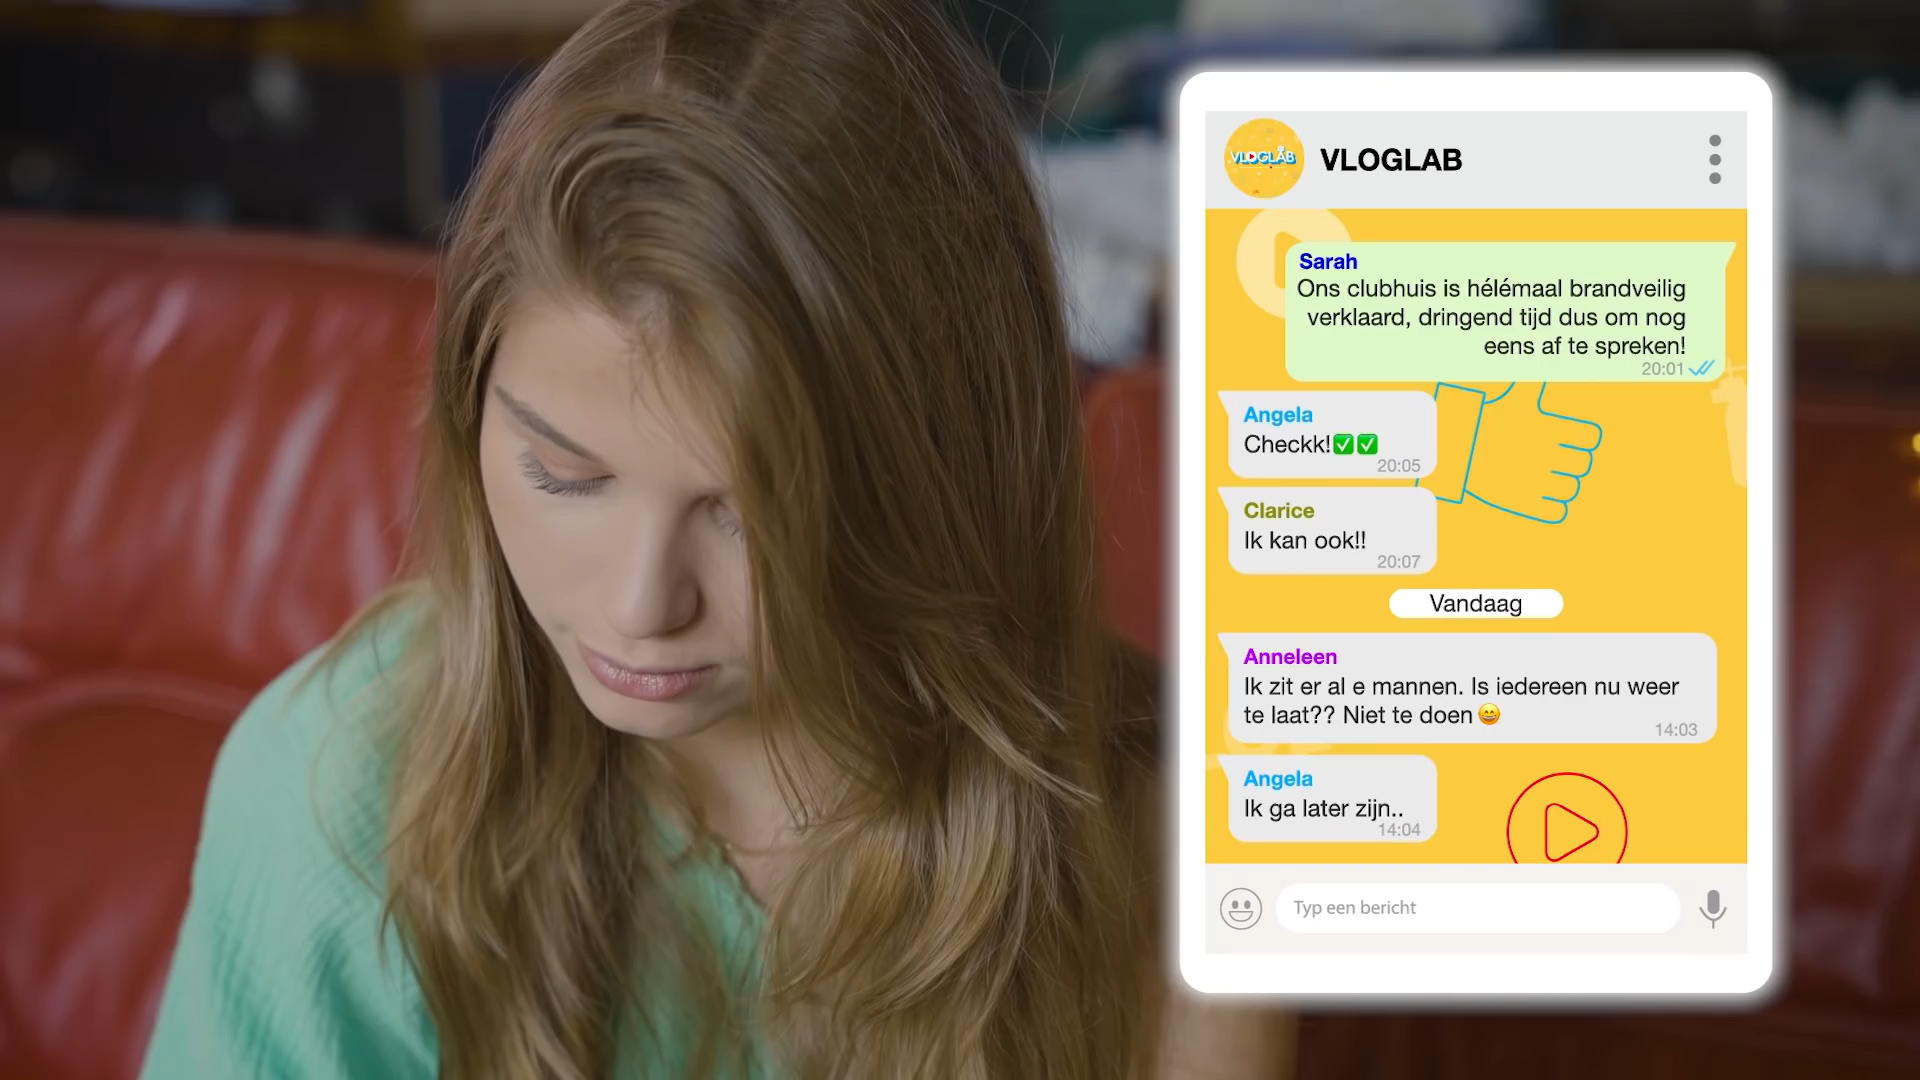 VLOGLAB
VLOGLAB
Sarah
Ons clubhuis is hélémaal brandveilig
verklaard, dringend tijd dus om nog
eens af te spreken!
20:01
Angela
Checkk!✅✅
20:05
Clarice
Ik kan ook!!
20:07
Vandaag
Anneleen
Ik zit er al e mannen. Is iedereen nu weer
te laat?? Niet te doen 😄
14:03
Angela
Ik ga later zijn..
14:04
Typ een bericht